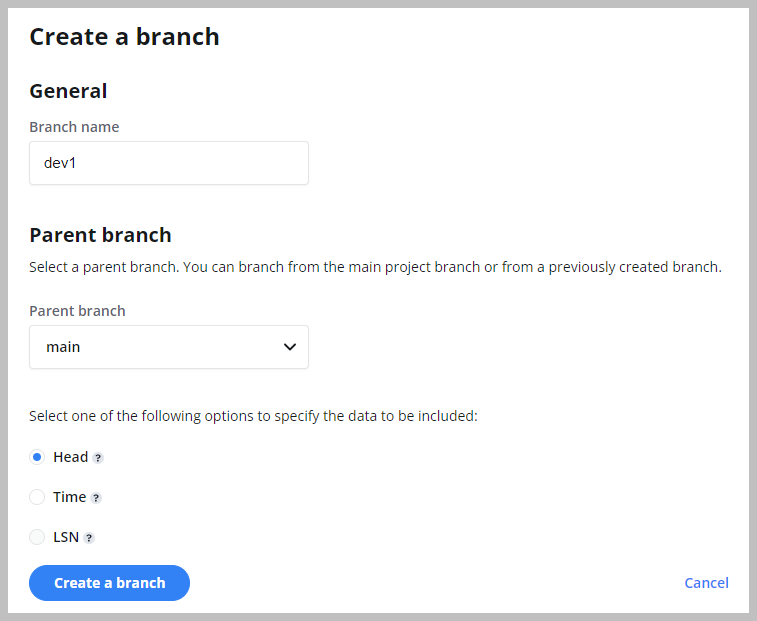 Create a branch
General
Branch name
dev1
Parent branch
Select a parent branch. You can branch from the main project branch or from a previously created branch.
Parent branch
main
Select one of the following options to specify the data to be included:
Head ?
Time ?
LSN ?
Create a branch
Cancel